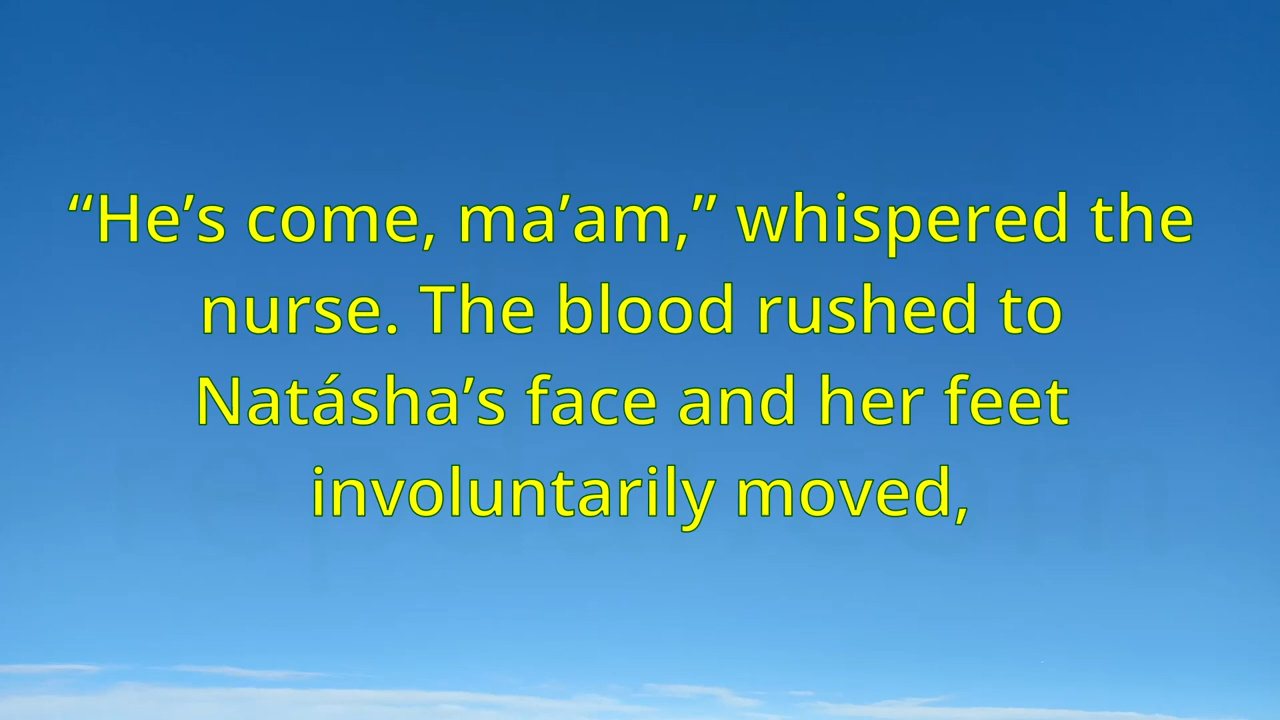 “He’s come, ma’am,” whispered the
nurse. The blood rushed to
Natásha’s face and her feet
involuntarily moved,